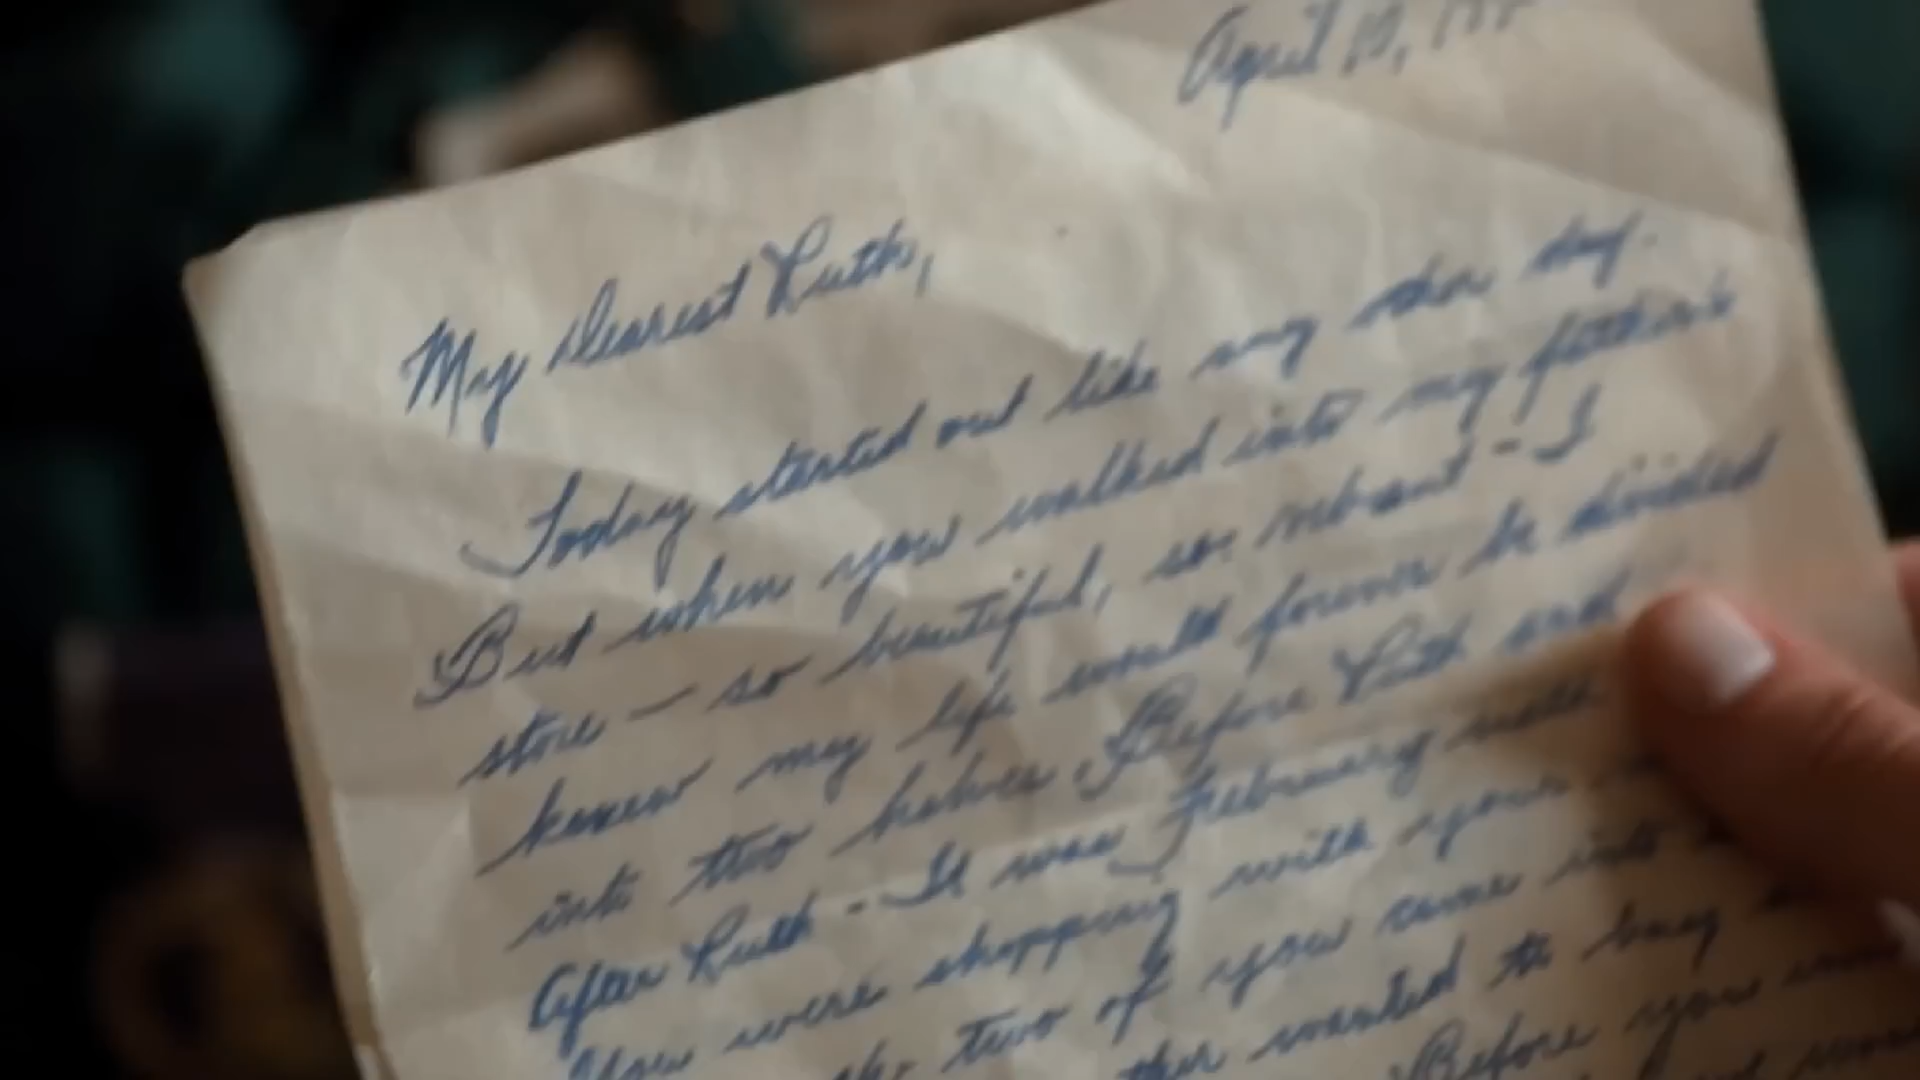 April 10, 19
My Dearest Ruth,
Today started out like any other day.
But when you walked into my father's
store — so beautiful, so vibrant - I
knew my life would forever be divided
into two halves Before Ruth and
After Ruth - It was February
You were shopping with your
the two of you came into
wanted to buy
Before you